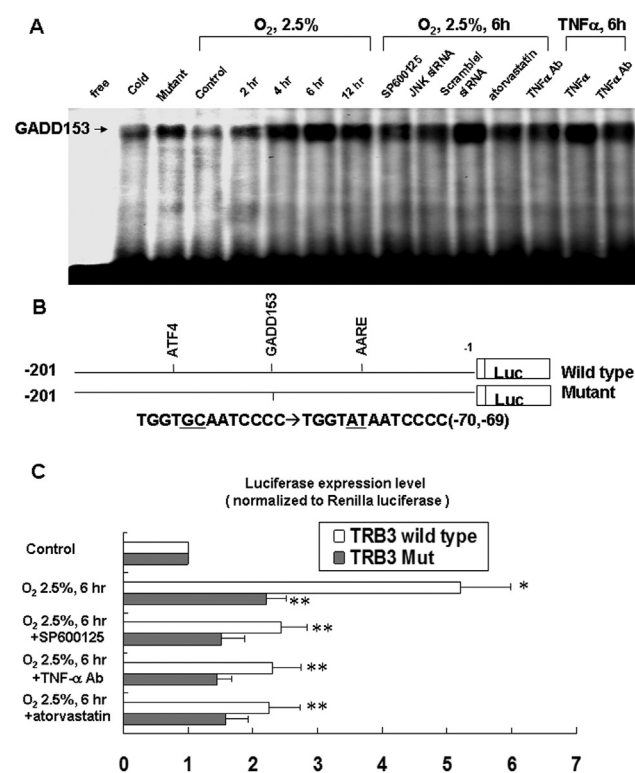 A
O2, 2.5%
O2, 2.5%, 6h
TNFα, 6h
free
Cold
Mutant
Control
2 hr
4 hr
6 hr
12 hr
SP600125
JNK siRNA
Scramblel
siRNA
atorvastatin
TNFα Ab
TNFα
TNFα Ab
GADD153
B
ATF4
GADD153
AARE
-1
-201
Luc
Wild type
-201
Luc
Mutant
TGGTGCAATCCCC→TGGTATAATCCCC(-70,-69)
C
Luciferase expression level
( normalized to Renilla luciferase )
TRB3 wild type
TRB3 Mut
Control
O2 2.5%, 6 hr
*
**
O2 2.5%, 6 hr
+SP600125
**
O2 2.5%, 6 hr
+TNF-α Ab
**
O2 2.5%, 6 hr
+atorvastatin
**
0 1 2 3 4 5 6 7